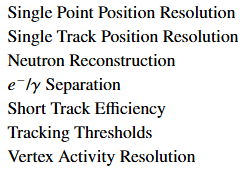 Single Point Position Resolution
Single Track Position Resolution
Neutron Reconstruction
e⁻/γ Separation
Short Track Efficiency
Tracking Thresholds
Vertex Activity Resolution